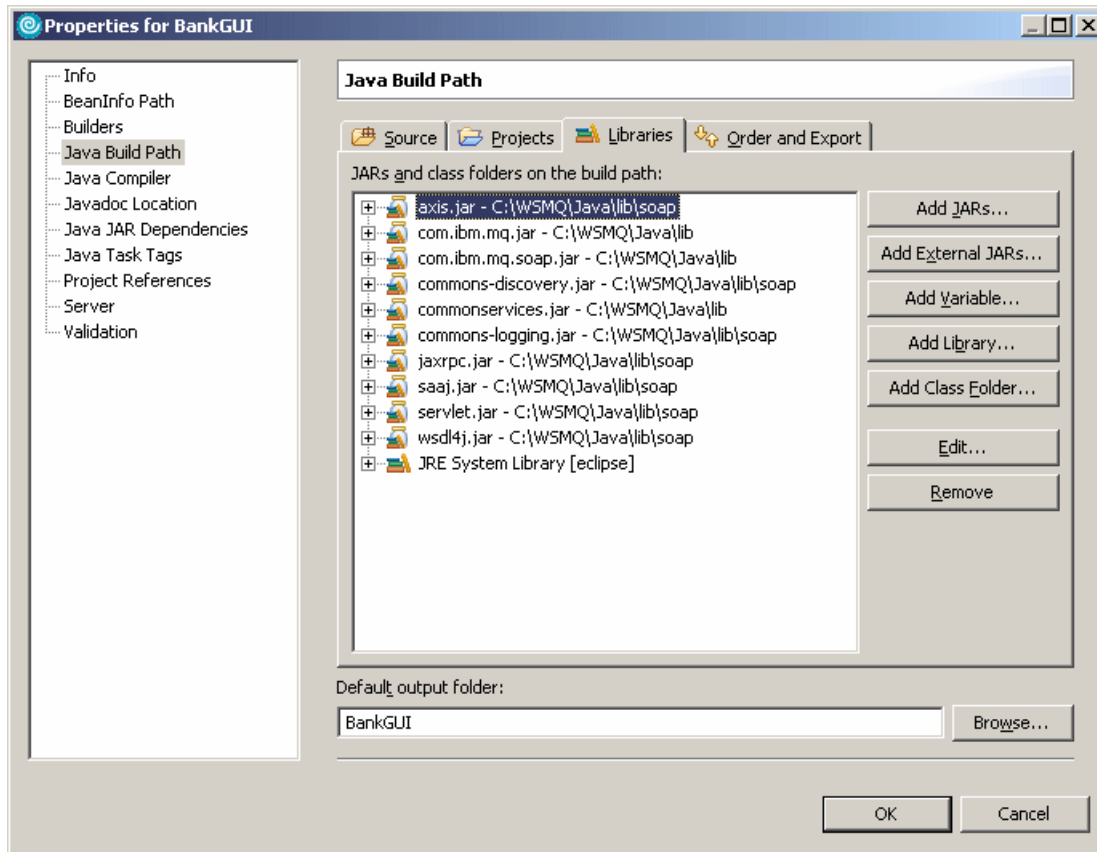 Properties for BankGUI
Info
BeanInfo Path
Builders
Java Build Path
Java Compiler
Javadoc Location
Java JAR Dependencies
Java Task Tags
Project References
Server
Validation
Java Build Path
Source
Projects
Libraries
Order and Export
JARs and class folders on the build path:
axis.jar - C:\WSMQ\Java\lib\soap
com.ibm.mq.jar - C:\WSMQ\Java\lib
com.ibm.mq.soap.jar - C:\WSMQ\Java\lib
commons-discovery.jar - C:\WSMQ\Java\lib\soap
commonservices.jar - C:\WSMQ\Java\lib
commons-logging.jar - C:\WSMQ\Java\lib\soap
jaxrpc.jar - C:\WSMQ\Java\lib\soap
saaj.jar - C:\WSMQ\Java\lib\soap
servlet.jar - C:\WSMQ\Java\lib\soap
wsdl4j.jar - C:\WSMQ\Java\lib\soap
JRE System Library [eclipse]
Add JARs...
Add External JARs...
Add Variable...
Add Library...
Add Class Folder...
Edit...
Remove
Default output folder:
BankGUI
Browse...
OK
Cancel